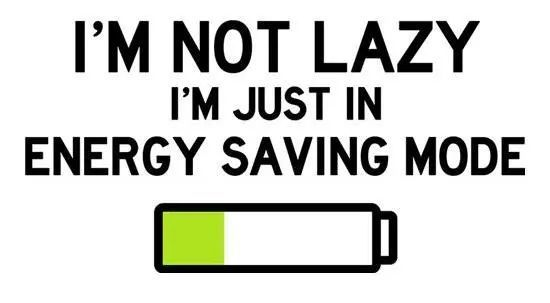 I'M NOT LAZY
I'M JUST IN
ENERGY SAVING MODE